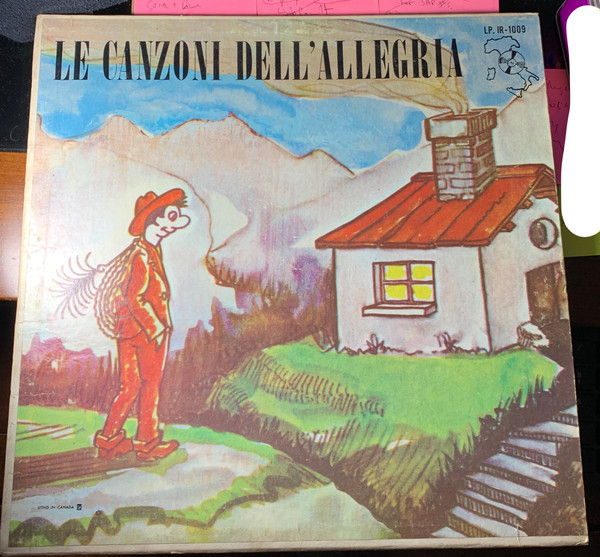 LP. IR-1009
LE CANZONI DELL'ALLEGRIA
LITHO IN CANADA